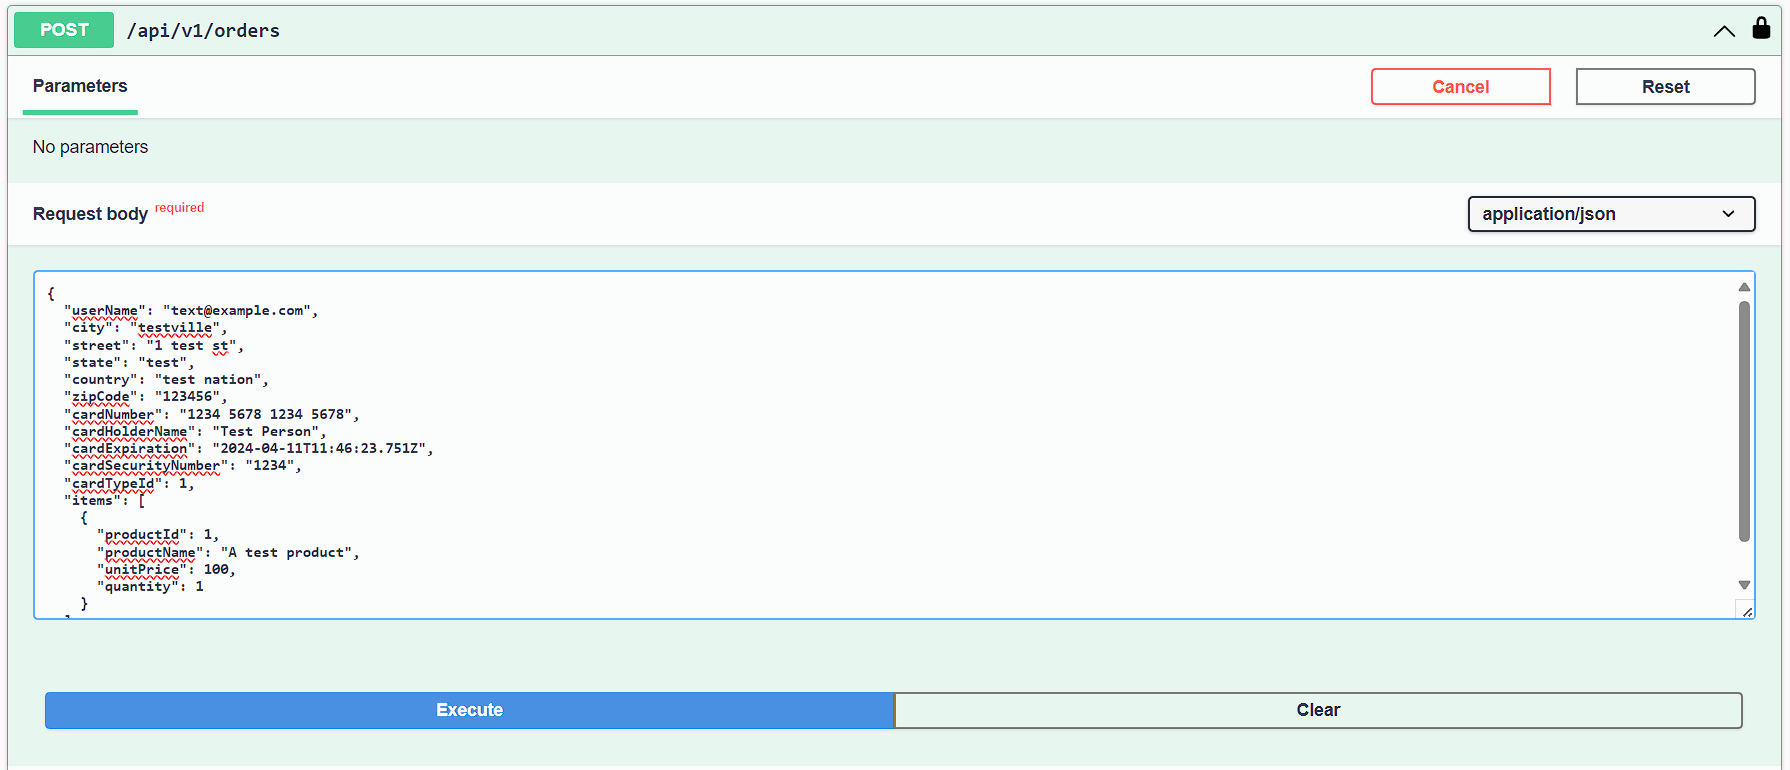 POST /api/v1/orders
Parameters
Cancel
Reset
No parameters
Request body required
application/json
{
  "userName": "text@example.com",
  "city": "testville",
  "street": "1 test st",
  "state": "test",
  "country": "test nation",
  "zipCode": "123456",
  "cardNumber": "1234 5678 1234 5678",
  "cardHolderName": "Test Person",
  "cardExpiration": "2024-04-11T11:46:23.751Z",
  "cardSecurityNumber": "1234",
  "cardTypeId": 1,
  "items": [
    {
      "productId": 1,
      "productName": "A test product",
      "unitPrice": 100,
      "quantity": 1
    }
Execute
Clear